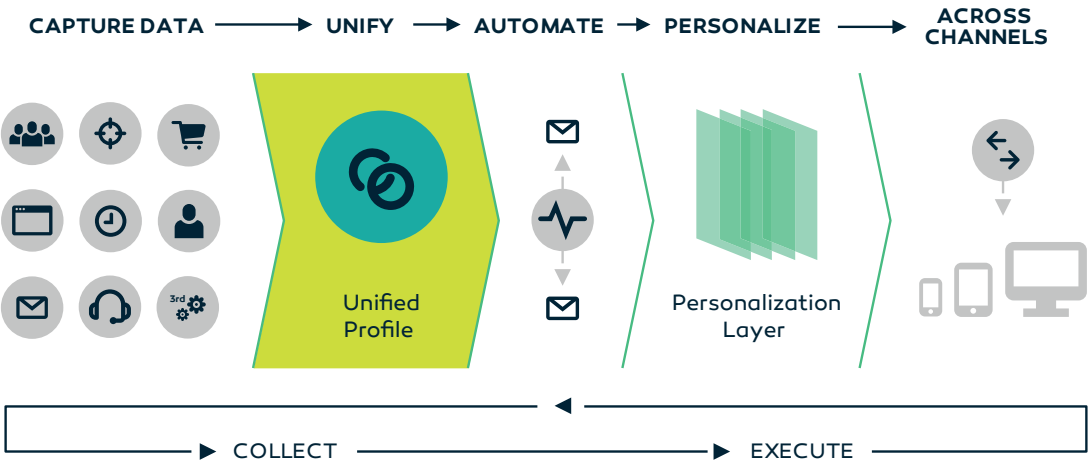 CAPTURE DATA
UNIFY
AUTOMATE
PERSONALIZE
ACROSS
CHANNELS
3rd
Unified
Profile
Personalization
Layer
COLLECT
EXECUTE